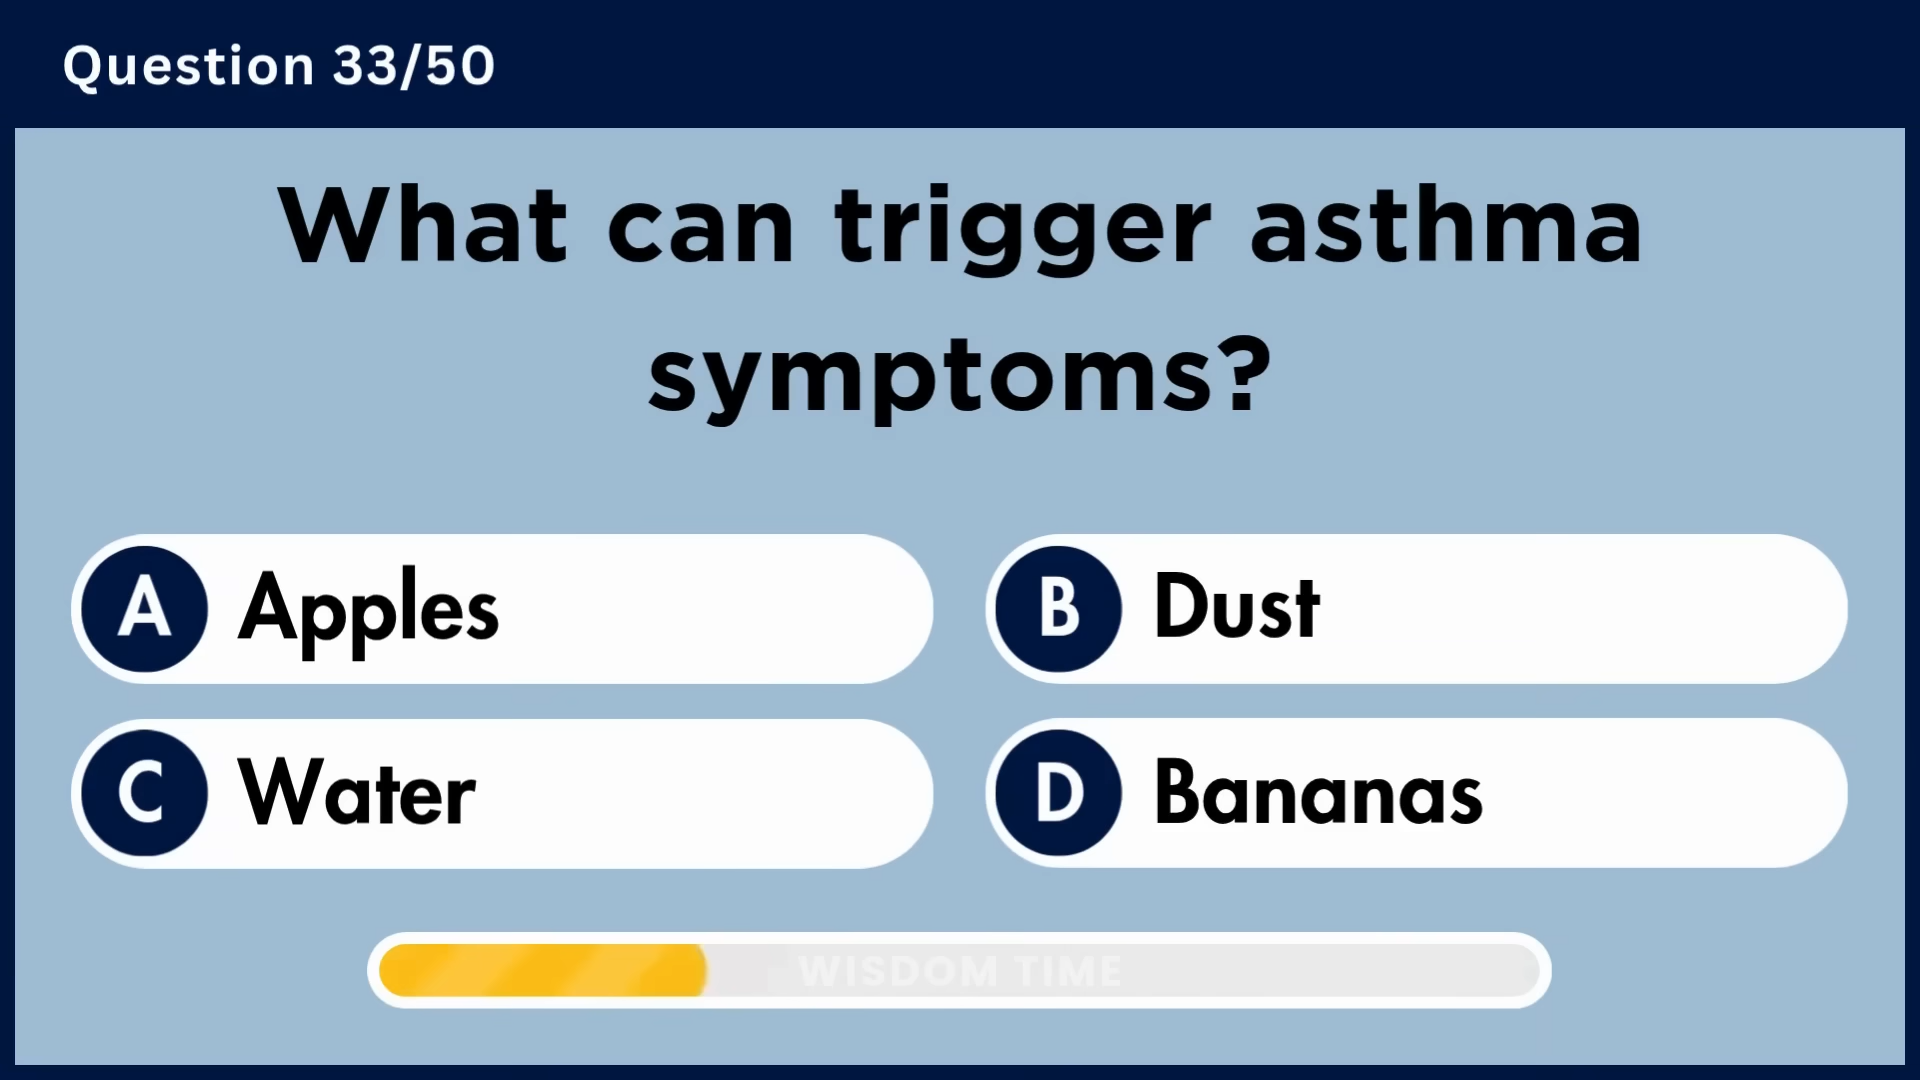 Question 33/50
What can trigger asthma
symptoms?
A Apples
B Dust
C Water
D Bananas
WISDOM TIME